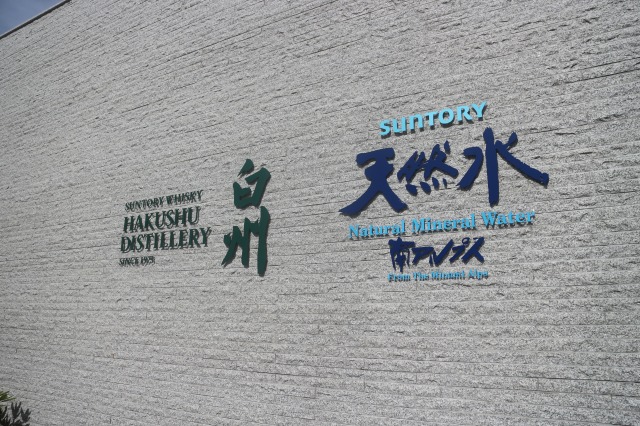 SUNTORY WHISKY
HAKUSHU
DISTILLERY
SINCE 1973
白州
SUNTORY
天然水
Natural Mineral Water
南アルプス
From The Minami Alps